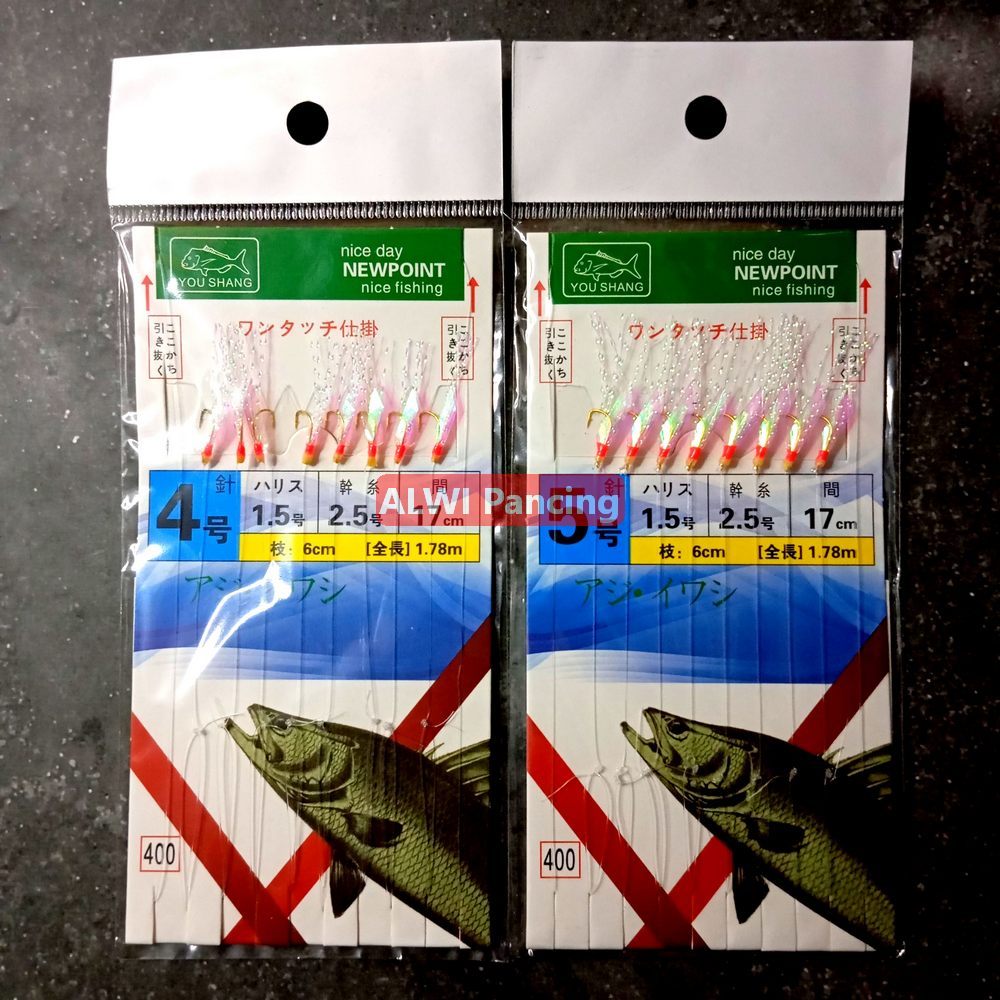 nice day
NEWPOINT
nice fishing
YOU SHANG
ワンタッチ仕掛
ここから
引き抜く
ここから
引き抜く
4号
針
ハリス
1.5号
幹糸
2.5号
間
17cm
枝: 6cm
[全長] 1.78m
アジ・イワシ
400
nice day
NEWPOINT
nice fishing
YOU SHANG
ワンタッチ仕掛
ここから
引き抜く
ここから
引き抜く
5号
針
ハリス
1.5号
幹糸
2.5号
間
17cm
枝: 6cm
[全長] 1.78m
アジ・イワシ
400
ALWI Pancing